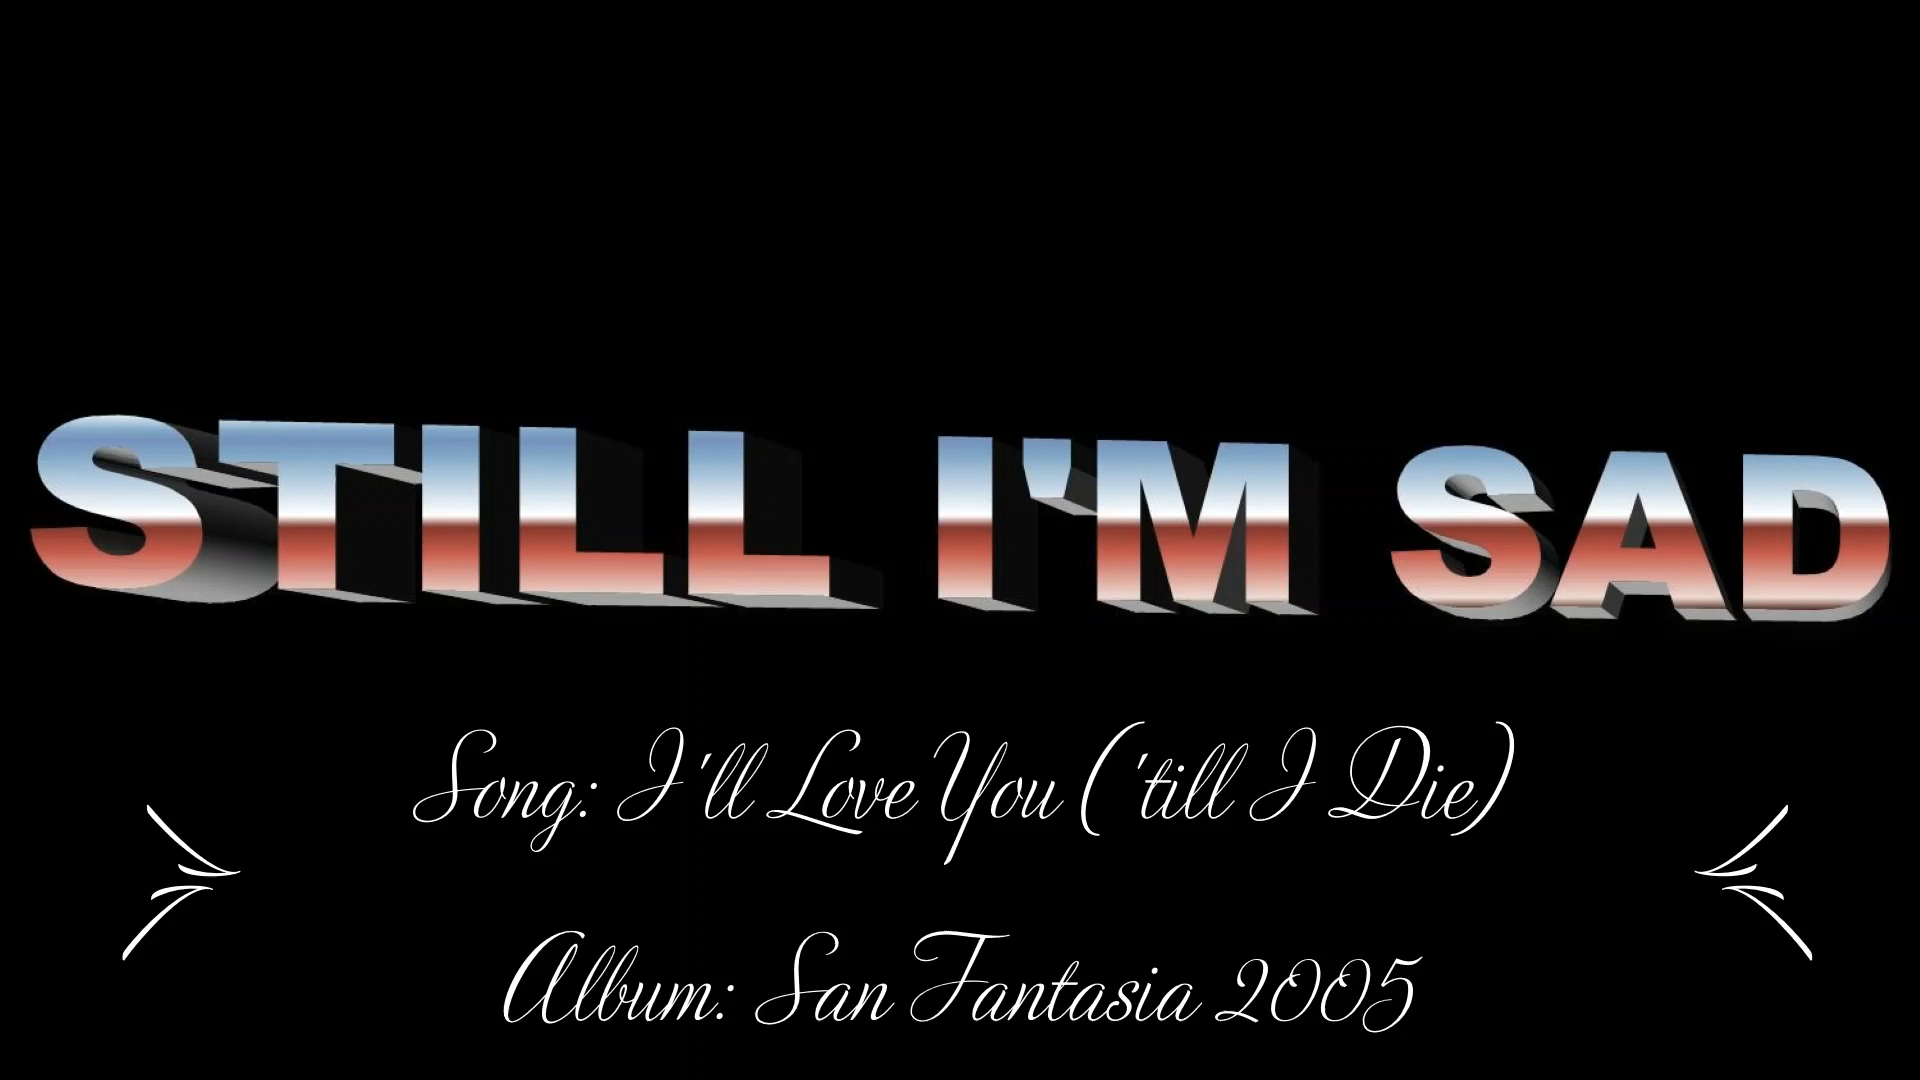 STILL I'M SAD
Song: I'll Love You ('till I Die)
Album: San Fantasia 2005